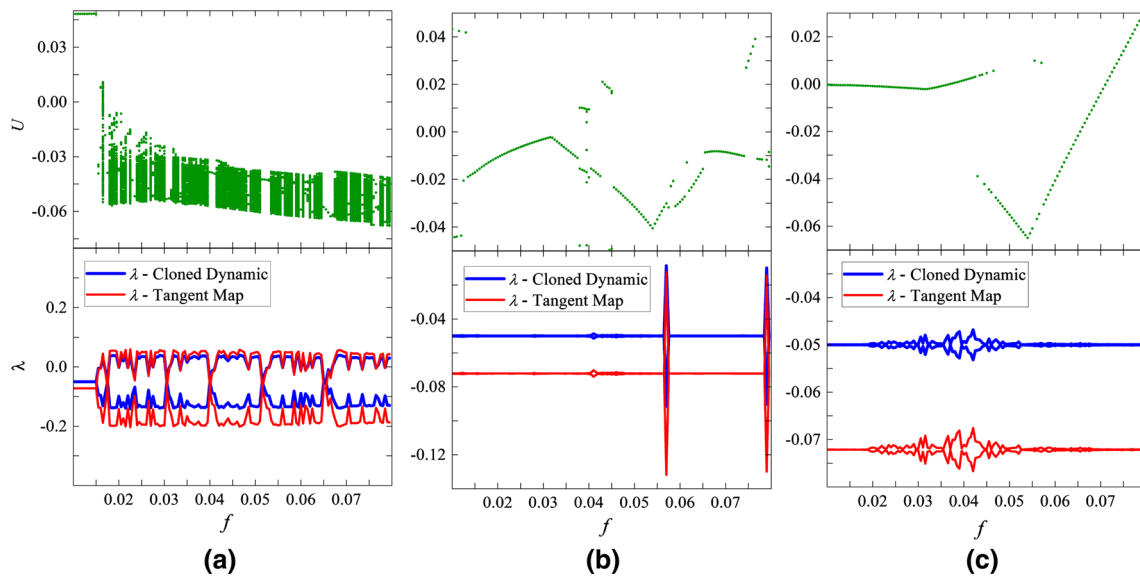 0.03
0.00
-0.03
-0.06
U
0.2
0.0
-0.2
λ
λ - Cloned Dynamic
λ - Tangent Map
0.02 0.03 0.04 0.05 0.06 0.07
f
(a)
0.04
0.02
0.00
-0.02
-0.04
λ - Cloned Dynamic
λ - Tangent Map
-0.04
-0.08
-0.12
0.02 0.03 0.04 0.05 0.06 0.07
f
(b)
0.02
0.00
-0.02
-0.04
-0.06
λ - Cloned Dynamic
λ - Tangent Map
-0.04
-0.05
-0.06
-0.07
0.01 0.02 0.03 0.04 0.05 0.06 0.07
f
(c)